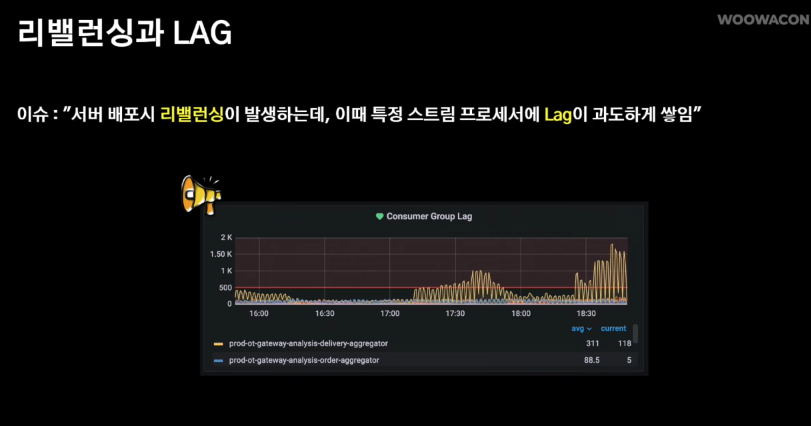 리밸런싱과 LAG
WOOWACON
이슈 : "서버 배포시 리밸런싱이 발생하는데, 이때 특정 스트림 프로세서에 Lag이 과도하게 쌓임"
Consumer Group Lag
2 K
1.50 K
1 K
500
0
16:00 16:30 17:00 17:30 18:00 18:30
avg current
prod-ot-gateway-analysis-delivery-aggregator 311 118
prod-ot-gateway-analysis-order-aggregator 88.5 5